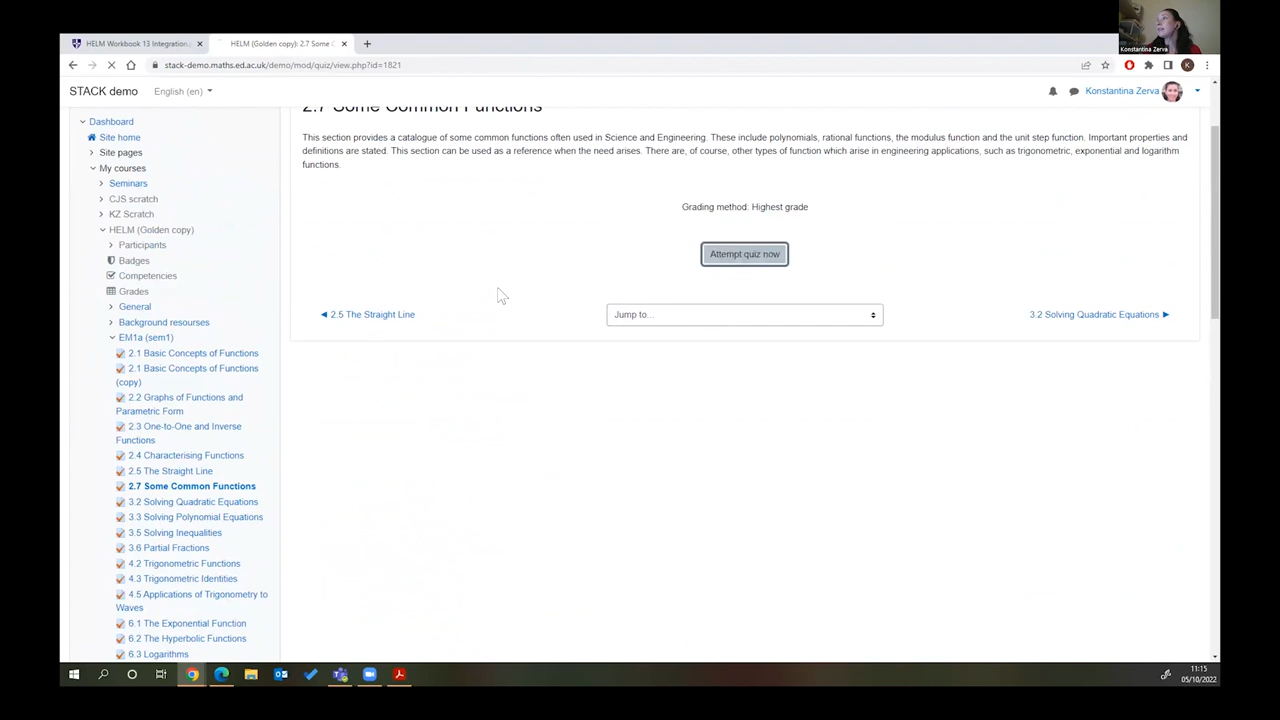 Konstantina Zerva
HELM Workbook 13 Integration,
HELM (Golden copy): 2.7 Some
stack-demo.maths.ed.ac.uk/demo/mod/quiz/view.php?id=1821
K
STACK demo
English (en)
Konstantina Zerva
Dashboard
Site home
Site pages
My courses
Seminars
CJS scratch
KZ Scratch
HELM (Golden copy)
Participants
Badges
Competencies
Grades
General
Background resourses
EM1a (sem1)
2.1 Basic Concepts of Functions
2.1 Basic Concepts of Functions
(copy)
2.2 Graphs of Functions and
Parametric Form
2.3 One-to-One and Inverse
Functions
2.4 Characterising Functions
2.5 The Straight Line
2.7 Some Common Functions
3.2 Solving Quadratic Equations
3.3 Solving Polynomial Equations
3.5 Solving Inequalities
3.6 Partial Fractions
4.2 Trigonometric Functions
4.3 Trigonometric Identities
4.5 Applications of Trigonometry to
Waves
6.1 The Exponential Function
6.2 The Hyperbolic Functions
6.3 Logarithms
2.7 Some Common Functions
This section provides a catalogue of some common functions often used in Science and Engineering. These include polynomials, rational functions, the modulus function and the unit step function. Important properties and
definitions are stated. This section can be used as a reference when the need arises. There are, of course, other types of function which arise in engineering applications, such as trigonometric, exponential and logarithm
functions.
Grading method: Highest grade
Attempt quiz now
◄ 2.5 The Straight Line
Jump to...
3.2 Solving Quadratic Equations ►
11:15
05/10/2022